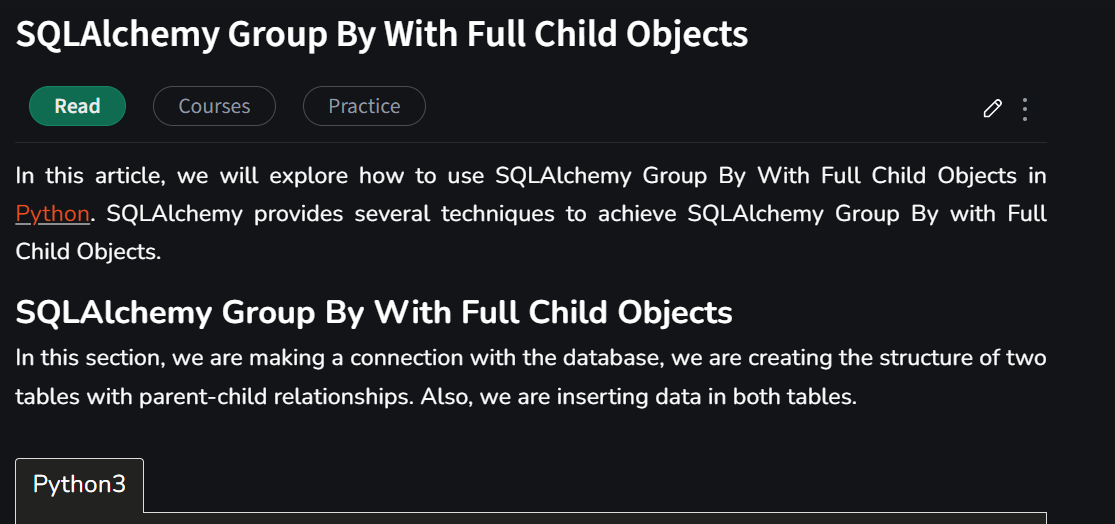 SQLAlchemy Group By With Full Child Objects
Read Courses Practice
In this article, we will explore how to use SQLAlchemy Group By With Full Child Objects in
Python. SQLAlchemy provides several techniques to achieve SQLAlchemy Group By with Full
Child Objects.
SQLAlchemy Group By With Full Child Objects
In this section, we are making a connection with the database, we are creating the structure of two
tables with parent-child relationships. Also, we are inserting data in both tables.
Python3